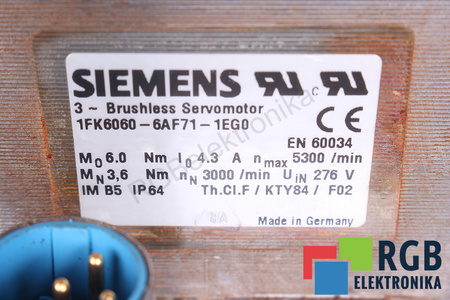 SIEMENS
3 ~ Brushless Servomotor
1FK6060-6AF71-1EG0
EN 60034
M0 6.0 Nm I0 4.3 A nmax 5300 /min
MN 3,6 Nm nN 3000 /min UIN 276 V
IM B5 IP64 Th.Cl.F / KTY84 / F02
Made in Germany
RGB Elektronika
RGB
ELEKTRONIKA